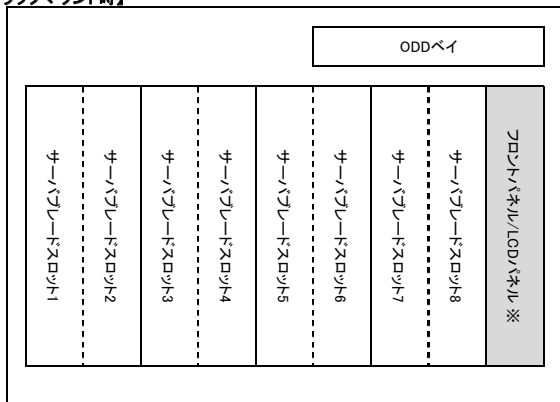 ODDベイ
サーバブレードスロット1
サーバブレードスロット2
サーバブレードスロット3
サーバブレードスロット4
サーバブレードスロット5
サーバブレードスロット6
サーバブレードスロット7
サーバブレードスロット8
フロントパネル/LCDパネル ※